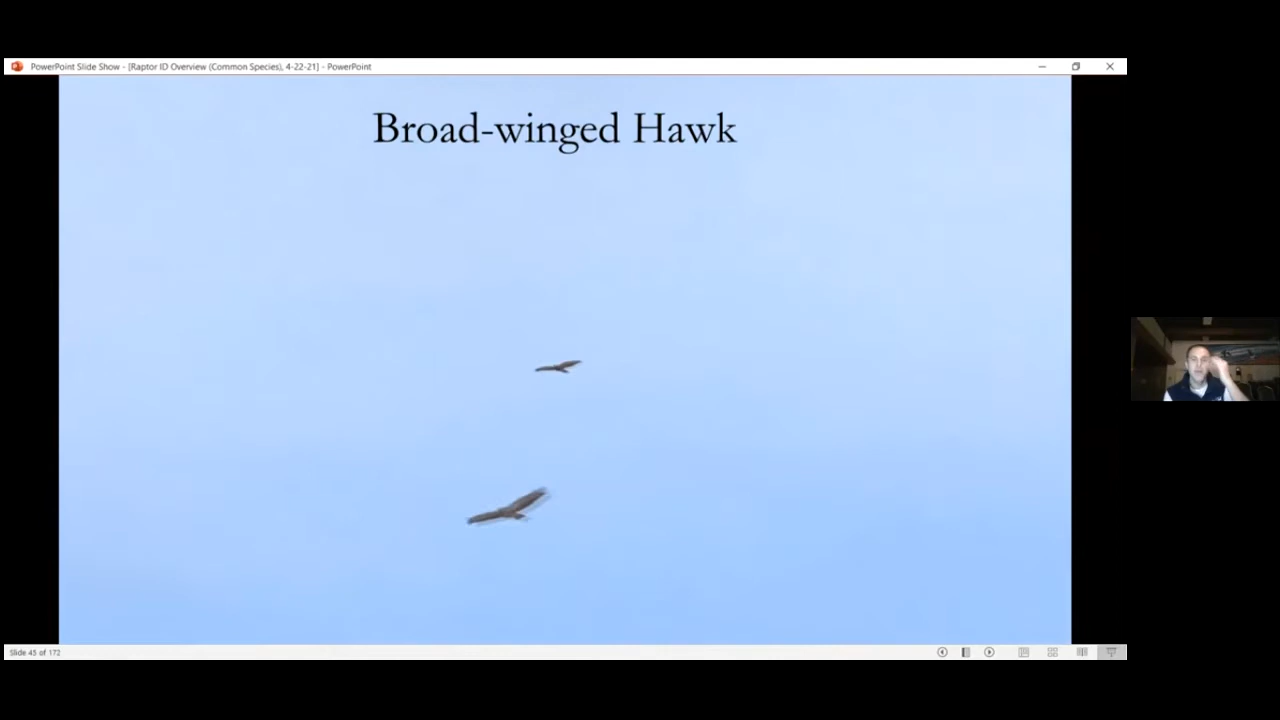 PowerPoint Slide Show - [Raptor ID Overview (Common Species), 4-22-21] - PowerPoint
Broad-winged Hawk
Slide 45 of 172